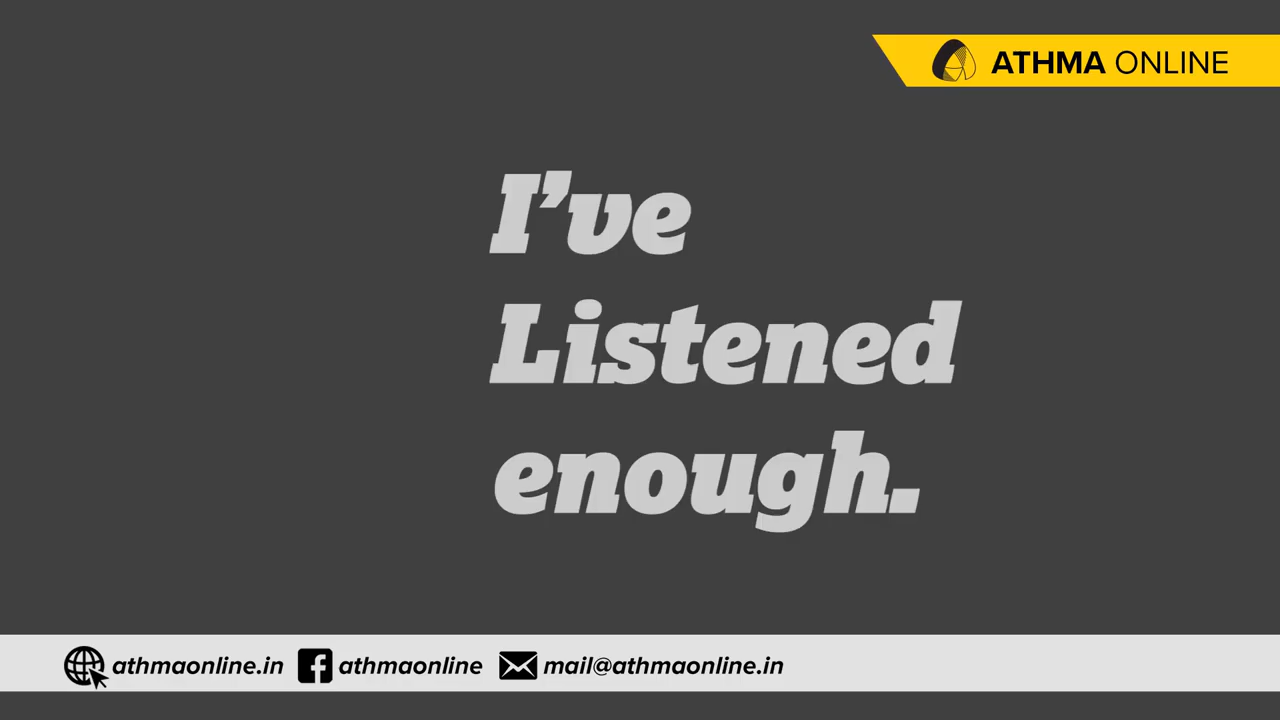 ATHMA ONLINE
I’ve
Listened
enough.
athmaonline.in athmaonline mail@athmaonline.in